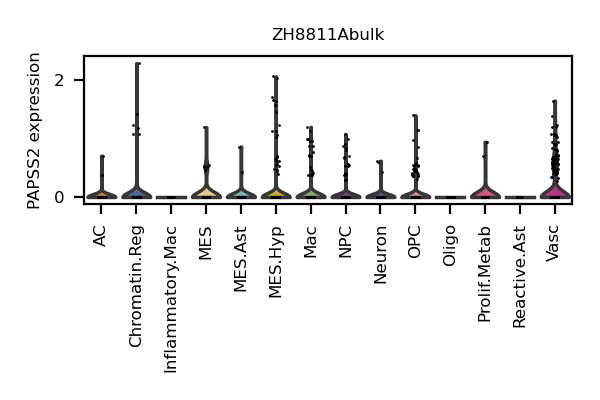 ZH8811Abulk
PAPSS2 expression
2
0
AC
Chromatin.Reg
Inflammatory.Mac
MES
MES.Ast
MES.Hyp
Mac
NPC
Neuron
OPC
Oligo
Prolif.Metab
Reactive.Ast
Vasc